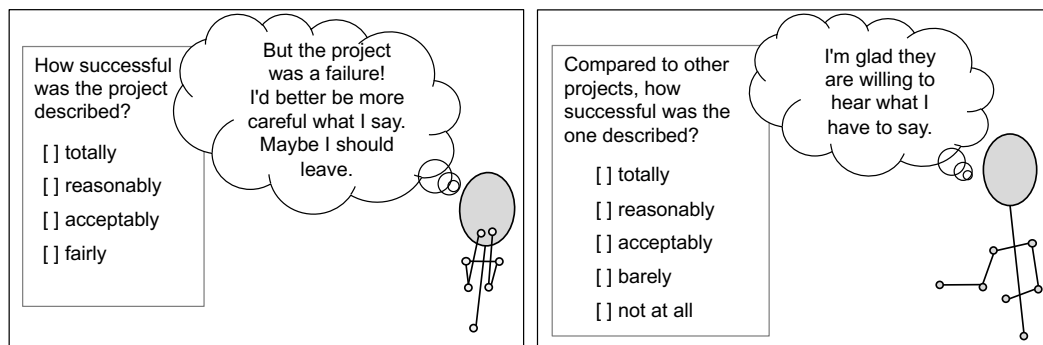 How successful
was the project
described?
[ ] totally
[ ] reasonably
[ ] acceptably
[ ] fairly
But the project
was a failure!
I'd better be more
careful what I say.
Maybe I should
leave.
Compared to other
projects, how
successful was the
one described?
[ ] totally
[ ] reasonably
[ ] acceptably
[ ] barely
[ ] not at all
I'm glad they
are willing to
hear what I
have to say.